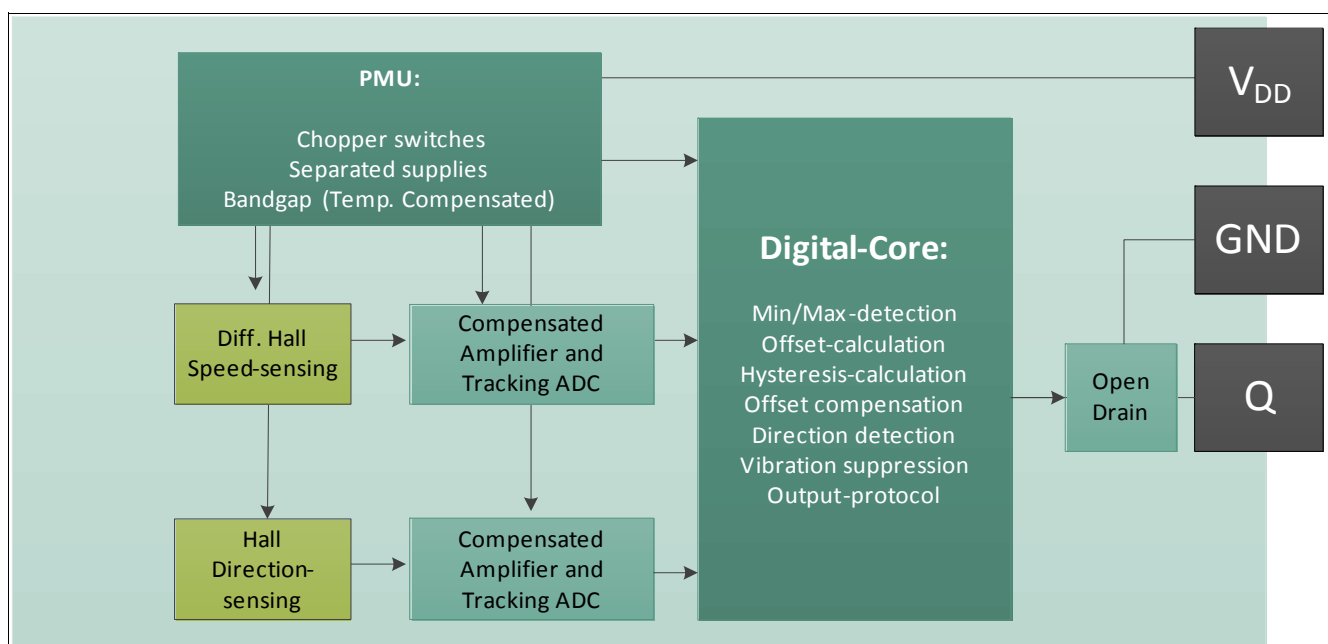 PMU:
Chopper switches
Separated supplies
Bandgap (Temp. Compensated)
V_DD
GND
Digital-Core:
Min/Max-detection
Offset-calculation
Hysteresis-calculation
Offset compensation
Direction detection
Vibration suppression
Output-protocol
Diff. Hall
Speed-sensing
Compensated
Amplifier and
Tracking ADC
Open
Drain
Q
Hall
Direction-
sensing
Compensated
Amplifier and
Tracking ADC